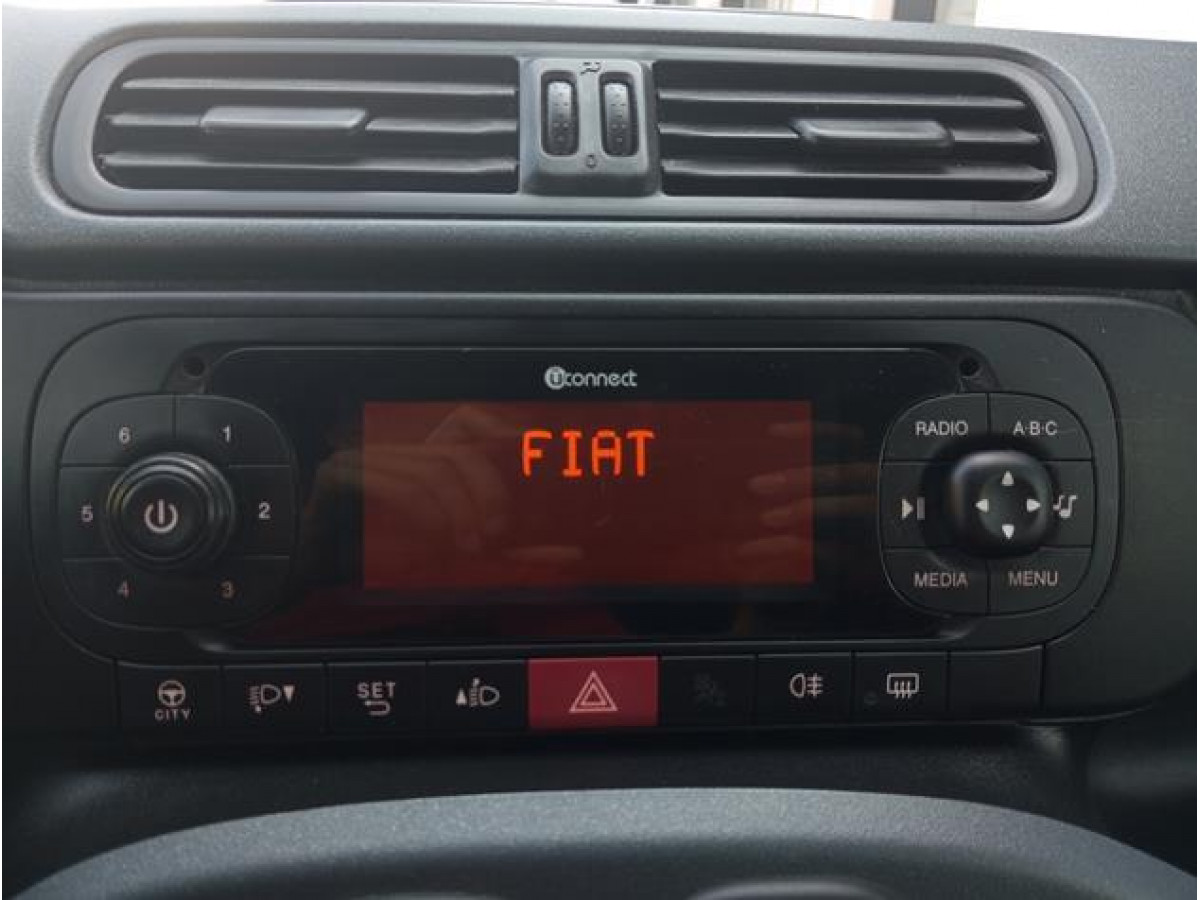 uconnect
FIAT
6 1
5 2
4 3
RADIO A·B·C
MEDIA MENU
CITY
SET